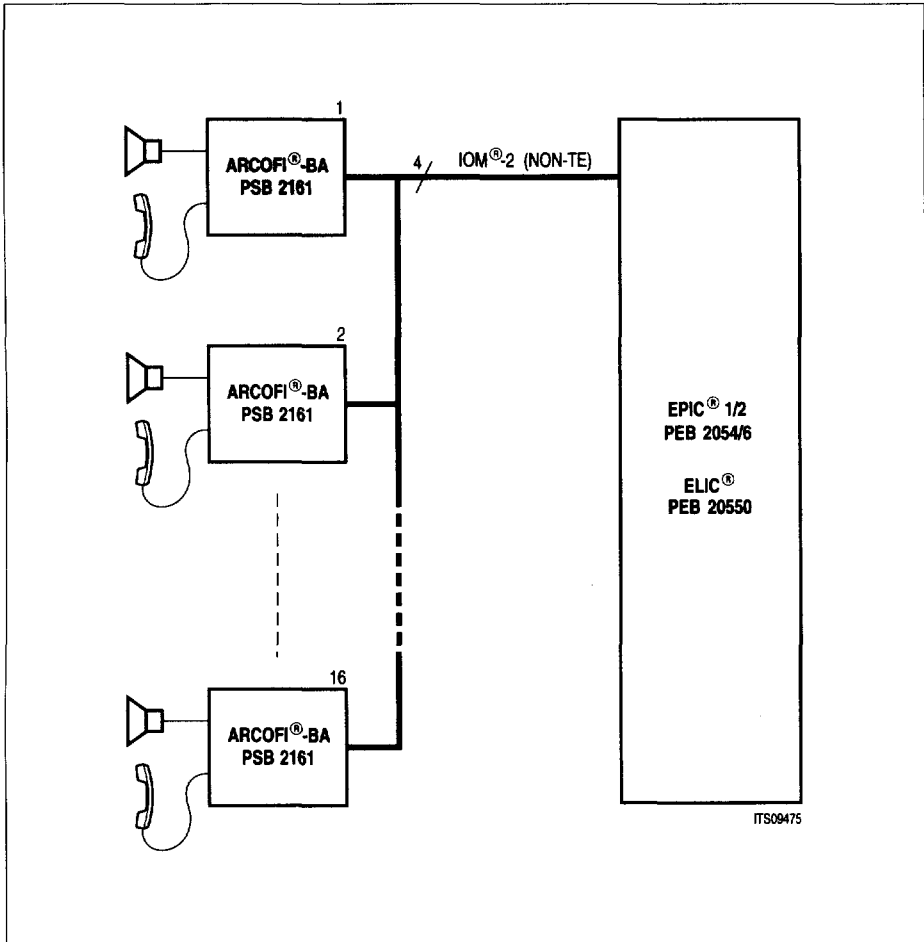 1
ARCOFI®-BA
PSB 2161
4
IOM®-2 (NON-TE)
2
ARCOFI®-BA
PSB 2161
EPIC® 1/2
PEB 2054/6
ELIC®
PEB 20550
16
ARCOFI®-BA
PSB 2161
ITS09475